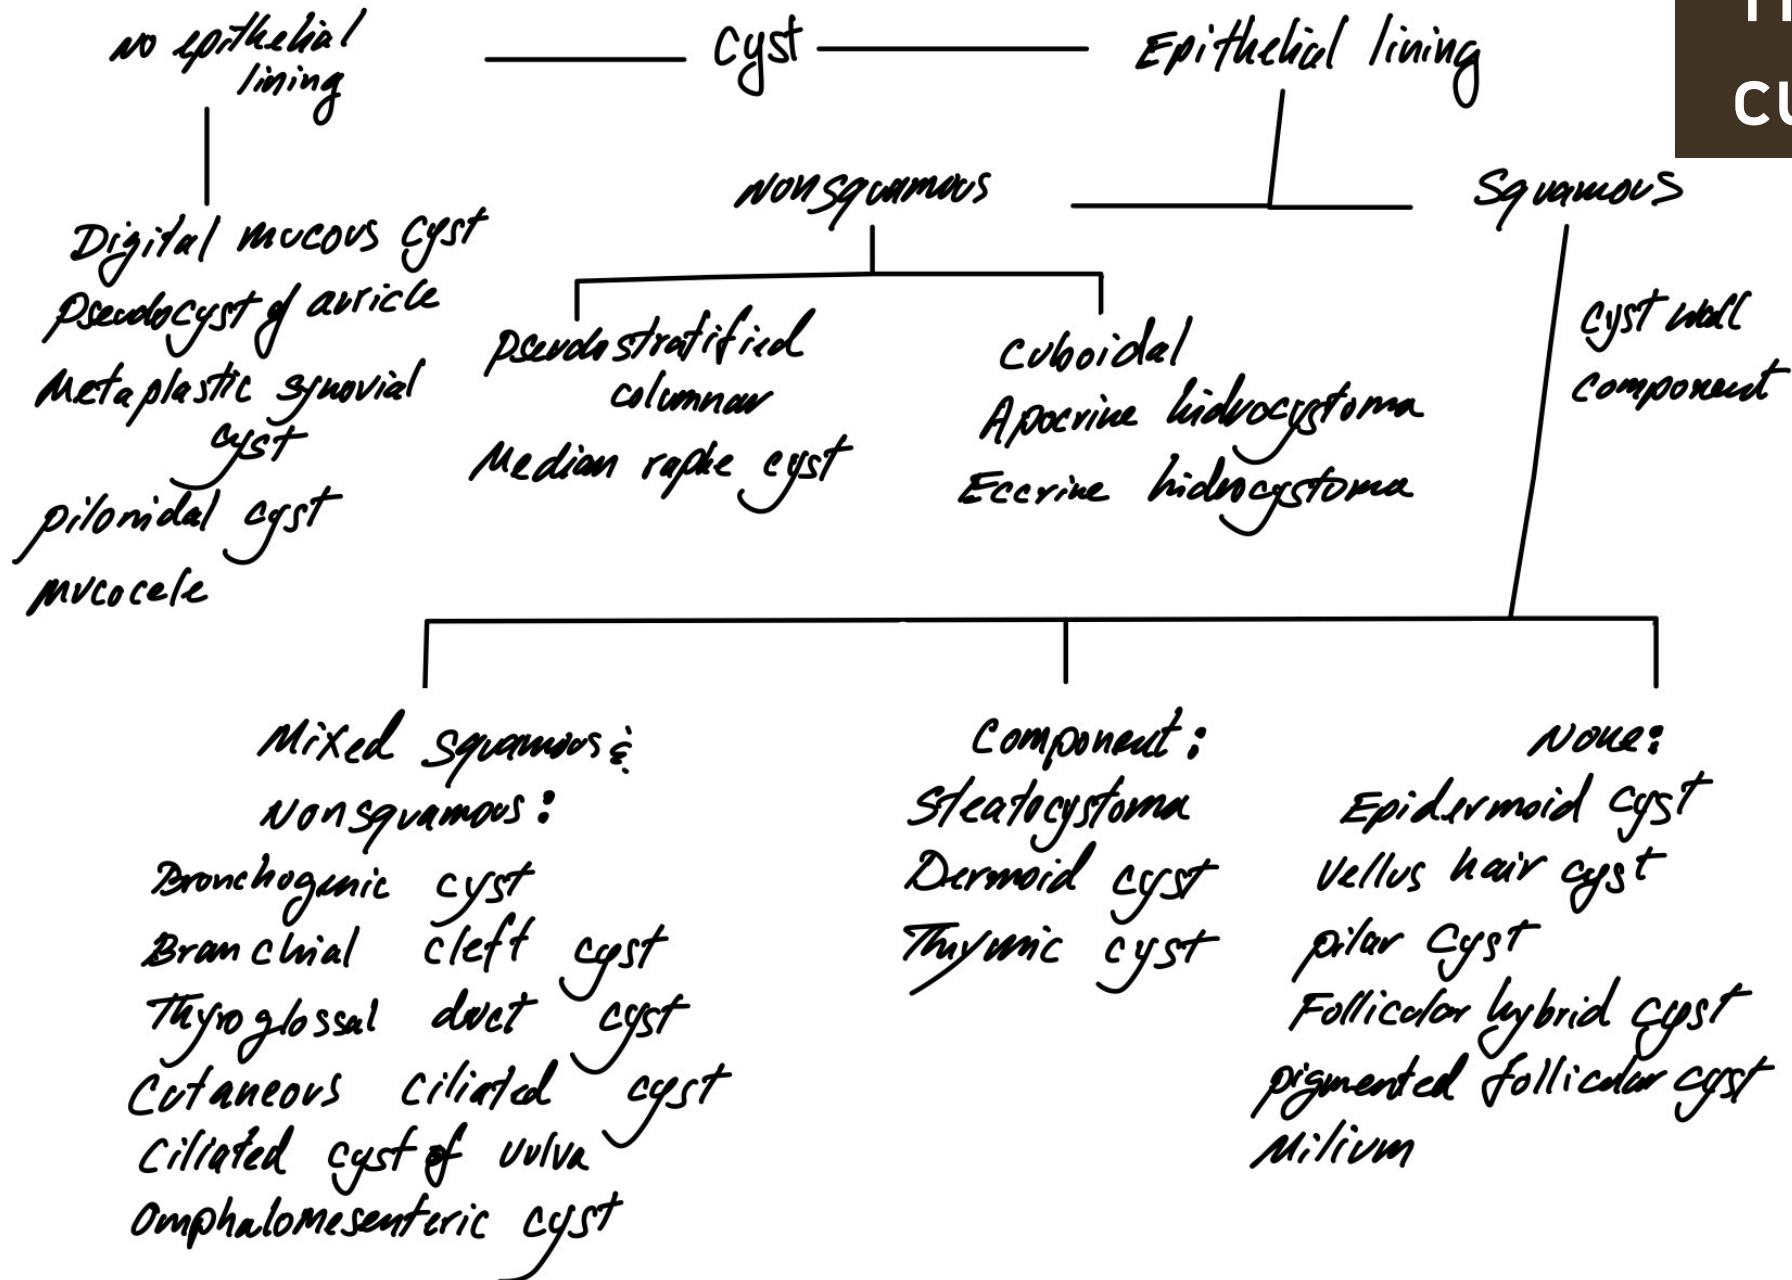 no epithelial
lining
Cyst
Epithelial lining
Digital mucous cyst
Pseudocyst of auricle
Metaplastic synovial
cyst
pilonidal cyst
mucocele
nonsquamous
Squamous
Pseudostratified
columnar
Median raphe cyst
Cuboidal
Apocrine hidrocystoma
Eccrine hidrocystoma
cyst wall
component
Mixed squamous &
nonsquamous:
Bronchogenic cyst
Branchial cleft cyst
Thyroglossal duct cyst
Cutaneous ciliated cyst
Ciliated cyst of vulva
Omphalomesenteric cyst
Component:
Steatocystoma
Dermoid cyst
Thymic cyst
None:
Epidermoid cyst
Vellus hair cyst
pilar cyst
Follicular hybrid cyst
pigmented follicular cyst
Milium
CU